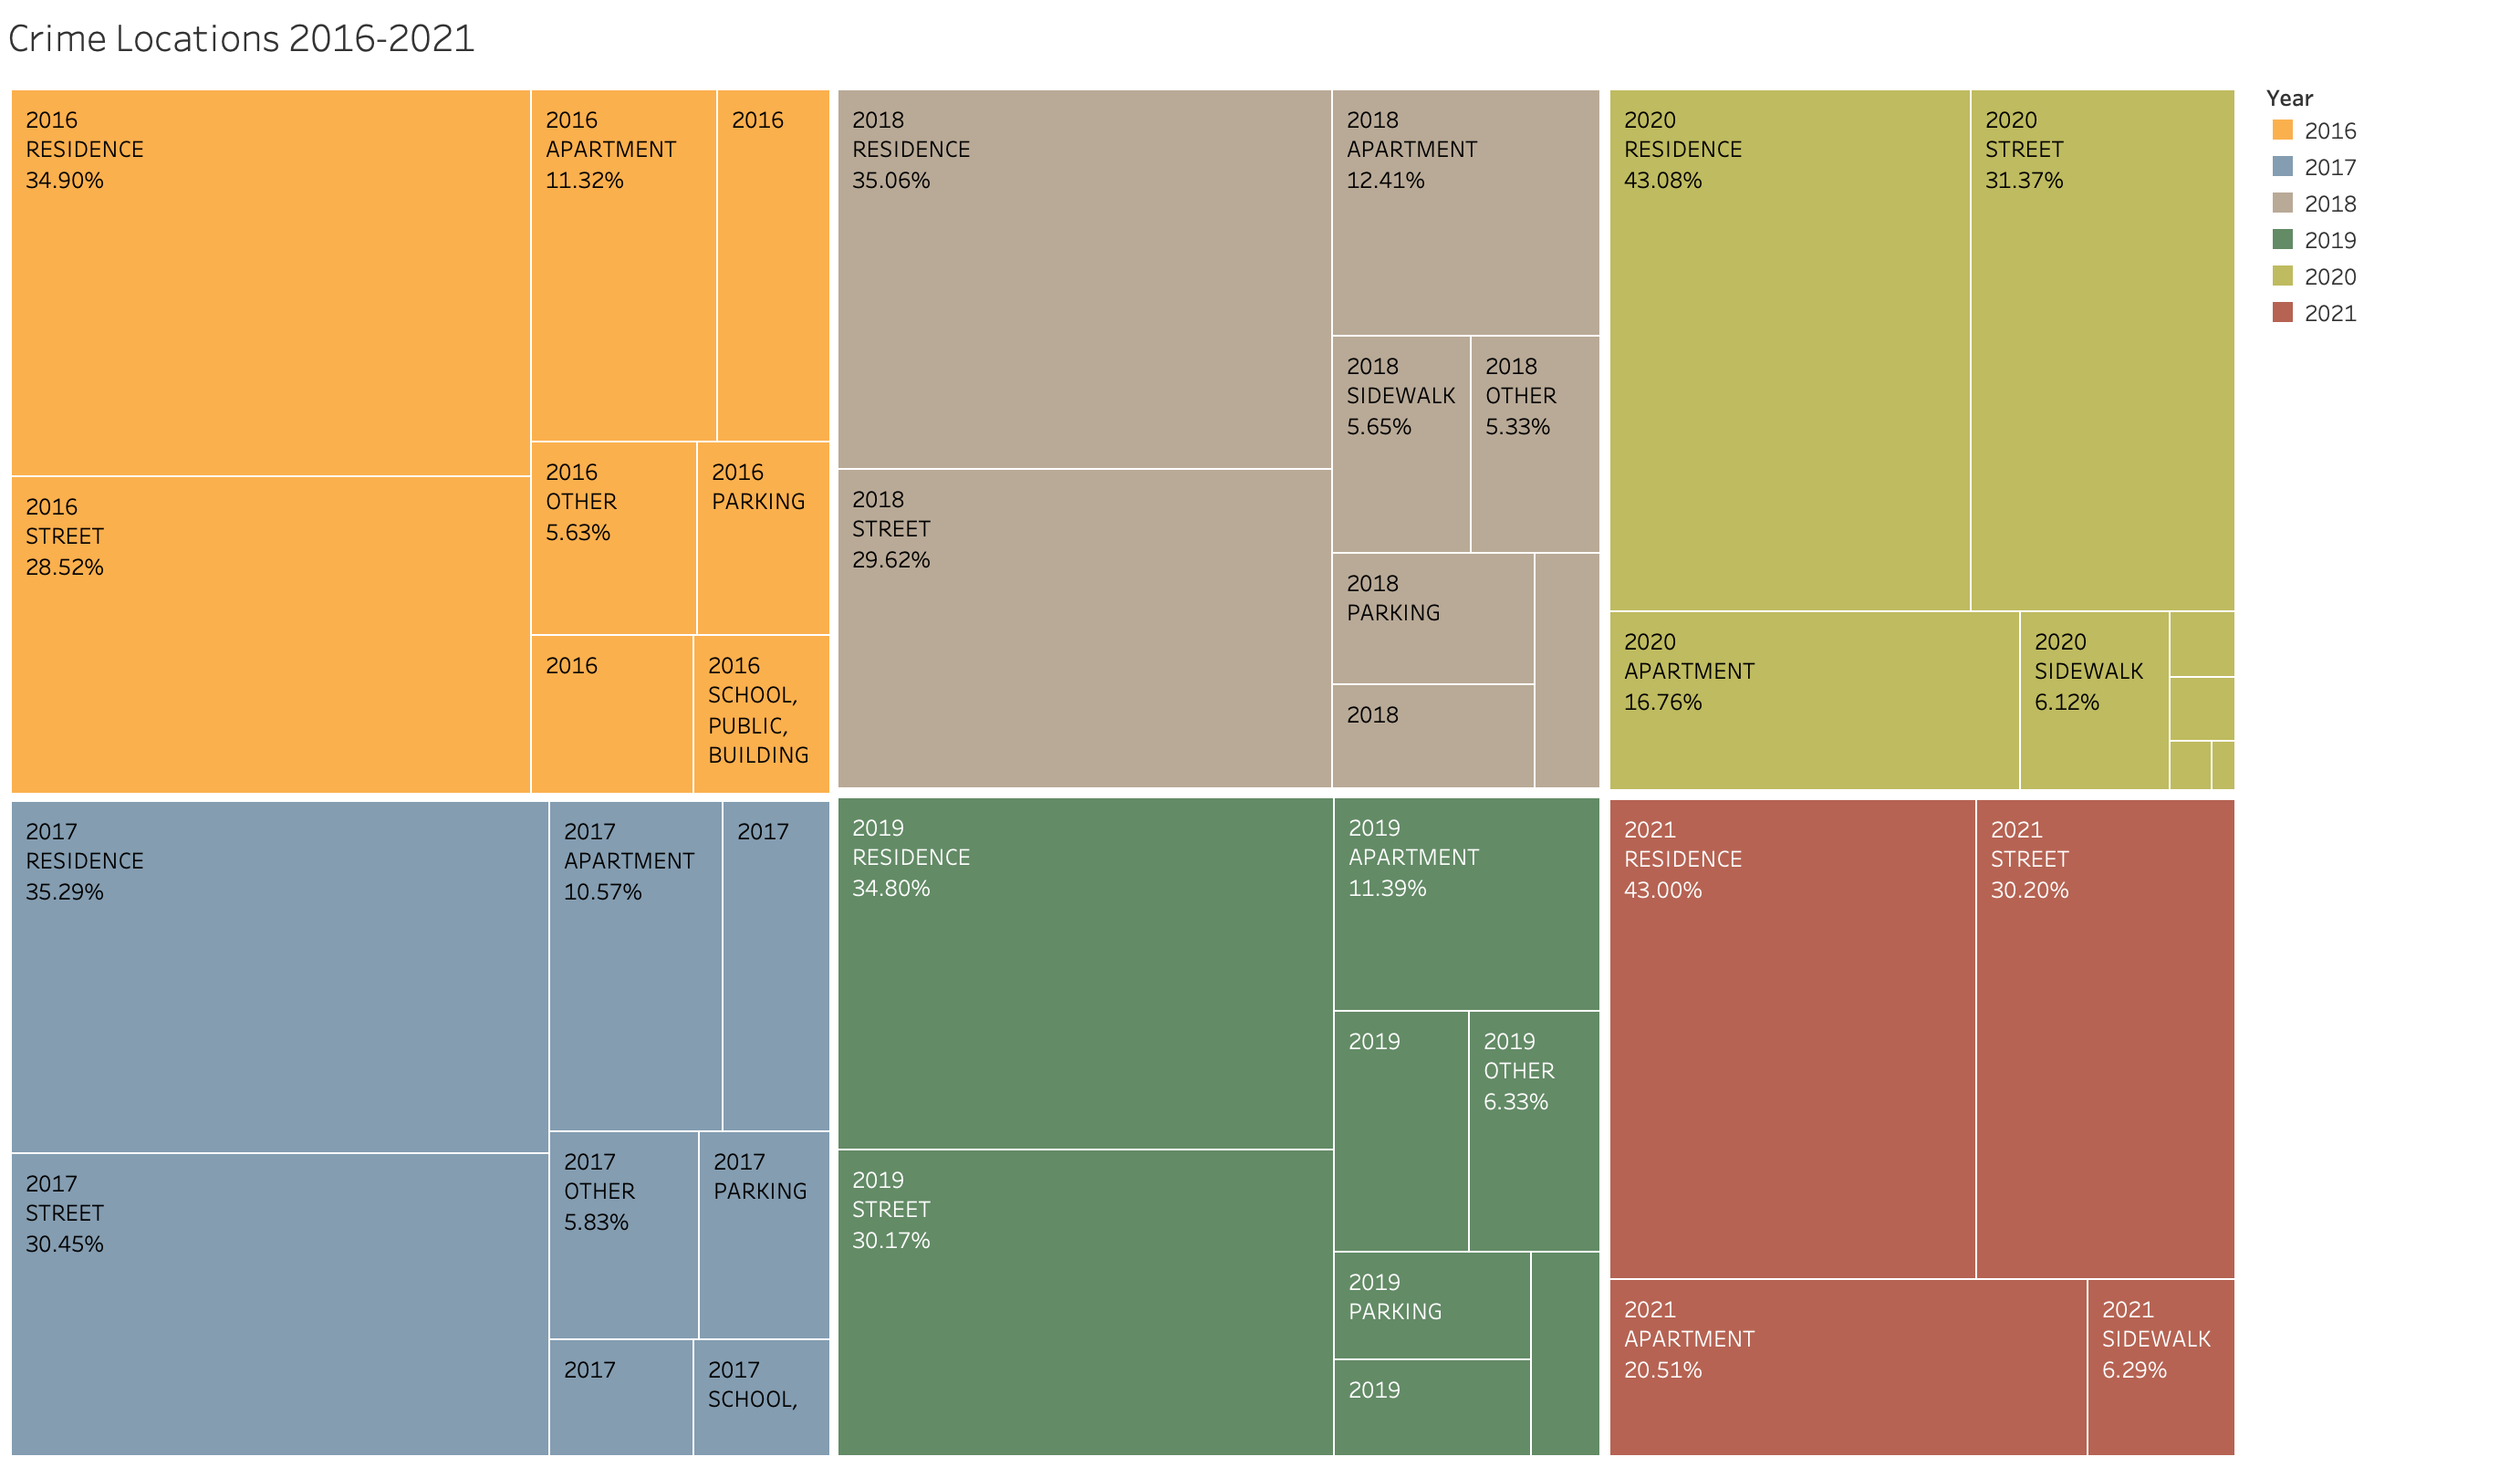 Crime Locations 2016-2021
2016
RESIDENCE
34.90%
2016
APARTMENT
11.32%
2016
2016
STREET
28.52%
2016
OTHER
5.63%
2016
PARKING
2016
2016
SCHOOL,
PUBLIC,
BUILDING
2017
RESIDENCE
35.29%
2017
APARTMENT
10.57%
2017
2017
STREET
30.45%
2017
OTHER
5.83%
2017
PARKING
2017
2017
SCHOOL,
2018
RESIDENCE
35.06%
2018
APARTMENT
12.41%
2018
STREET
29.62%
2018
SIDEWALK
5.65%
2018
OTHER
5.33%
2018
PARKING
2018
2019
RESIDENCE
34.80%
2019
APARTMENT
11.39%
2019
STREET
30.17%
2019
2019
OTHER
6.33%
2019
PARKING
2019
2020
RESIDENCE
43.08%
2020
STREET
31.37%
2020
APARTMENT
16.76%
2020
SIDEWALK
6.12%
2021
RESIDENCE
43.00%
2021
STREET
30.20%
2021
APARTMENT
20.51%
2021
SIDEWALK
6.29%
Year
2016
2017
2018
2019
2020
2021